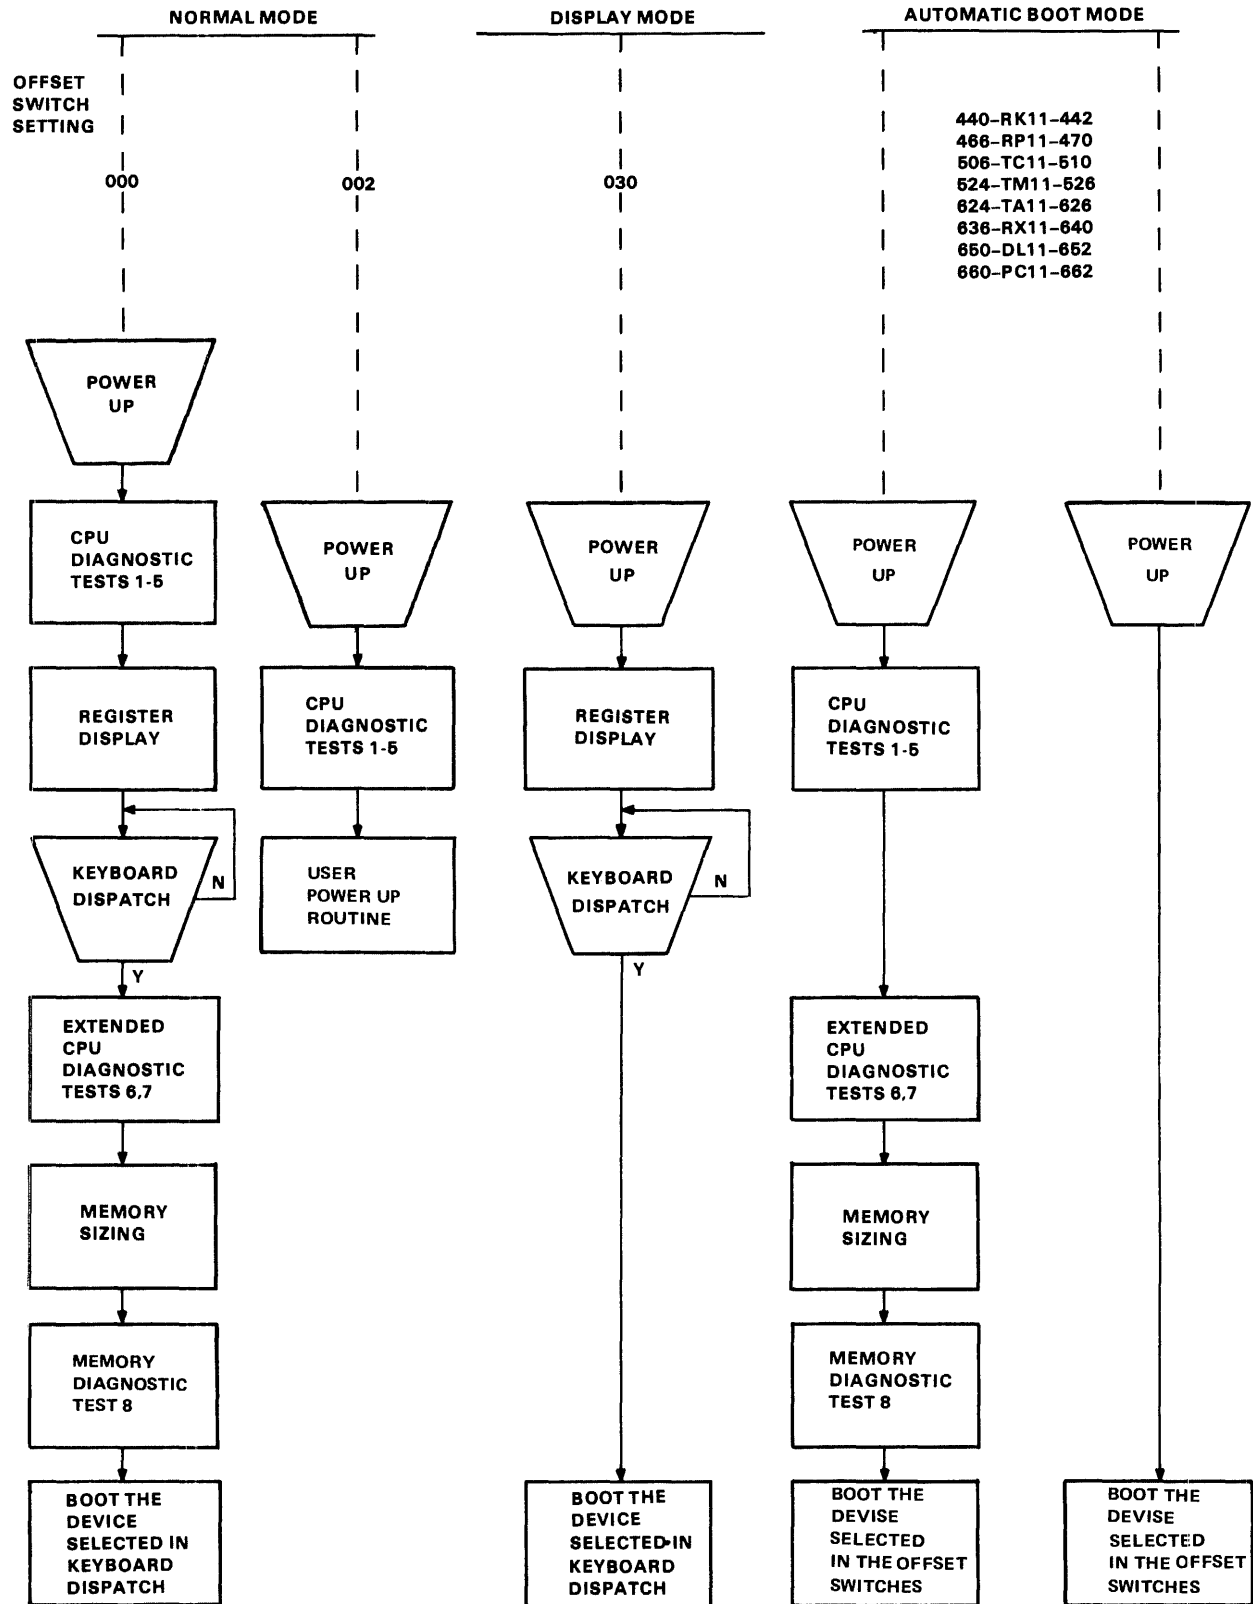 NORMAL MODE
DISPLAY MODE
AUTOMATIC BOOT MODE
OFFSET
SWITCH
SETTING
000
002
030
440-RK11-442
466-RP11-470
506-TC11-510
524-TM11-526
624-TA11-626
636-RX11-640
650-DL11-652
660-PC11-662
POWER
UP
CPU
DIAGNOSTIC
TESTS 1-5
REGISTER
DISPLAY
KEYBOARD
DISPATCH
N
Y
EXTENDED
CPU
DIAGNOSTIC
TESTS 6,7
MEMORY
SIZING
MEMORY
DIAGNOSTIC
TEST 8
BOOT THE
DEVICE
SELECTED IN
KEYBOARD
DISPATCH
POWER
UP
CPU
DIAGNOSTIC
TESTS 1-5
USER
POWER UP
ROUTINE
POWER
UP
REGISTER
DISPLAY
KEYBOARD
DISPATCH
N
Y
BOOT THE
DEVICE
SELECTED IN
KEYBOARD
DISPATCH
POWER
UP
CPU
DIAGNOSTIC
TESTS 1-5
EXTENDED
CPU
DIAGNOSTIC
TESTS 6,7
MEMORY
SIZING
MEMORY
DIAGNOSTIC
TEST 8
BOOT THE
DEVISE
SELECTED
IN THE OFFSET
SWITCHES
POWER
UP
BOOT THE
DEVISE
SELECTED
IN THE OFFSET
SWITCHES